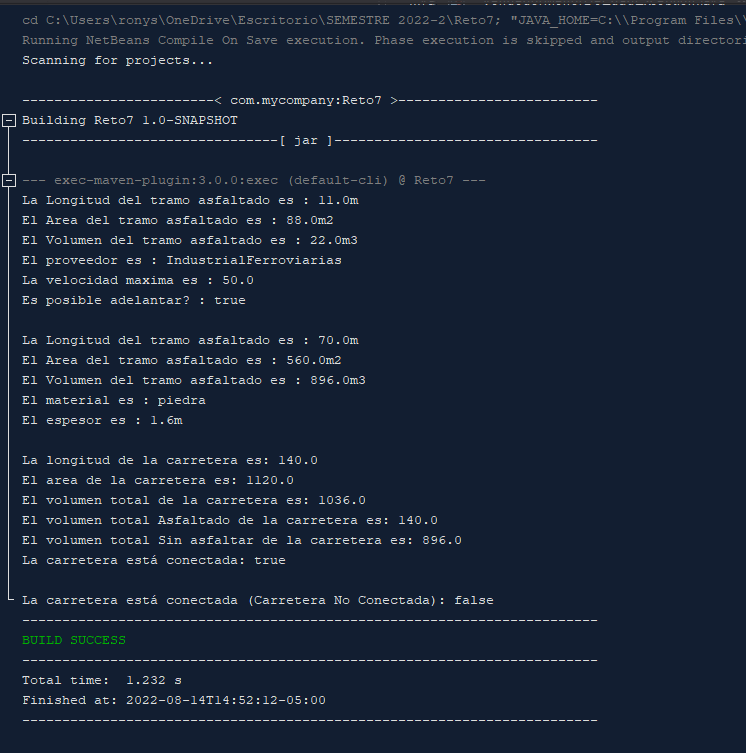 cd C:\Users\ronys\OneDrive\Escritorio\SEMESTRE 2022-2\Reto7; "JAVA_HOME=C:\\Program Files\\
Running NetBeans Compile On Save execution. Phase execution is skipped and output directori
Scanning for projects...
------------------------< com.mycompany:Reto7 >-------------------------
Building Reto7 1.0-SNAPSHOT
--------------------------------[ jar ]---------------------------------
--- exec-maven-plugin:3.0.0:exec (default-cli) @ Reto7 ---
La Longitud del tramo asfaltado es : 11.0m
El Area del tramo asfaltado es : 88.0m2
El Volumen del tramo asfaltado es : 22.0m3
El proveedor es : IndustrialFerroviarias
La velocidad maxima es : 50.0
Es posible adelantar? : true
La Longitud del tramo asfaltado es : 70.0m
El Area del tramo asfaltado es : 560.0m2
El Volumen del tramo asfaltado es : 896.0m3
El material es : piedra
El espesor es : 1.6m
La longitud de la carretera es: 140.0
El area de la carretera es: 1120.0
El volumen total de la carretera es: 1036.0
El volumen total Asfaltado de la carretera es: 140.0
El volumen total Sin asfaltar de la carretera es: 896.0
La carretera está conectada: true
La carretera está conectada (Carretera No Conectada): false
------------------------------------------------------------------------
BUILD SUCCESS
------------------------------------------------------------------------
Total time:  1.232 s
Finished at: 2022-08-14T14:52:12-05:00
------------------------------------------------------------------------